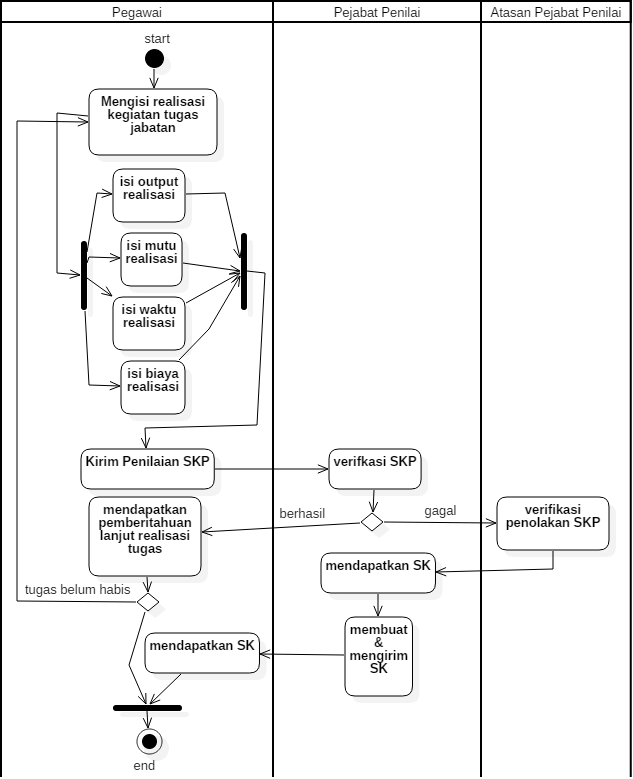 Pegawai
Pejabat Penilai
Atasan Pejabat Penilai
start
Mengisi realisasi
kegiatan tugas
jabatan
isi output
realisasi
isi mutu
realisasi
isi waktu
realisasi
isi biaya
realisasi
Kirim Penilaian SKP
verifkasi SKP
mendapatkan
pemberitahuan
lanjut realisasi
tugas
berhasil
gagal
verifikasi
penolakan SKP
mendapatkan SK
tugas belum habis
membuat
&
mengirim
SK
mendapatkan SK
end